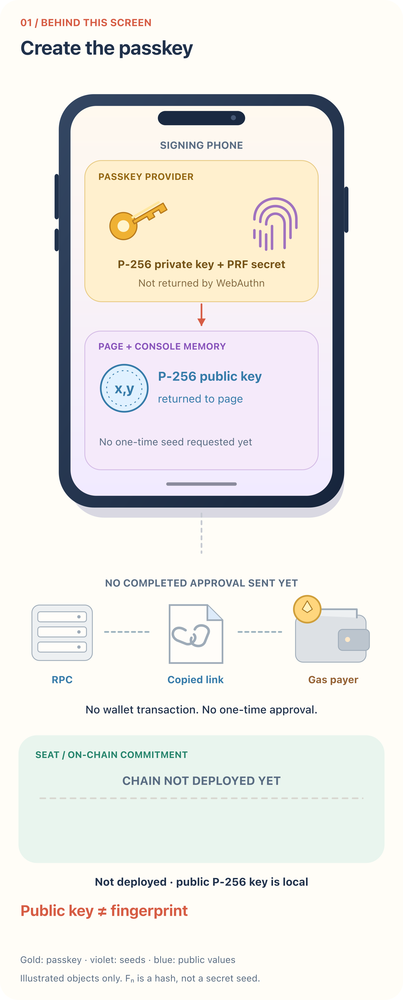 01 / BEHIND THIS SCREEN
Create the passkey
SIGNING PHONE
PASSKEY PROVIDER
P-256 private key + PRF secret
Not returned by WebAuthn
PAGE + CONSOLE MEMORY
x,y
P-256 public key
returned to page
No one-time seed requested yet
NO COMPLETED APPROVAL SENT YET
RPC
Copied link
Gas payer
No wallet transaction. No one-time approval.
SEAT / ON-CHAIN COMMITMENT
CHAIN NOT DEPLOYED YET
Not deployed · public P-256 key is local
Public key ≠ fingerprint
Gold: passkey · violet: seeds · blue: public values
Illustrated objects only. Fₙ is a hash, not a secret seed.